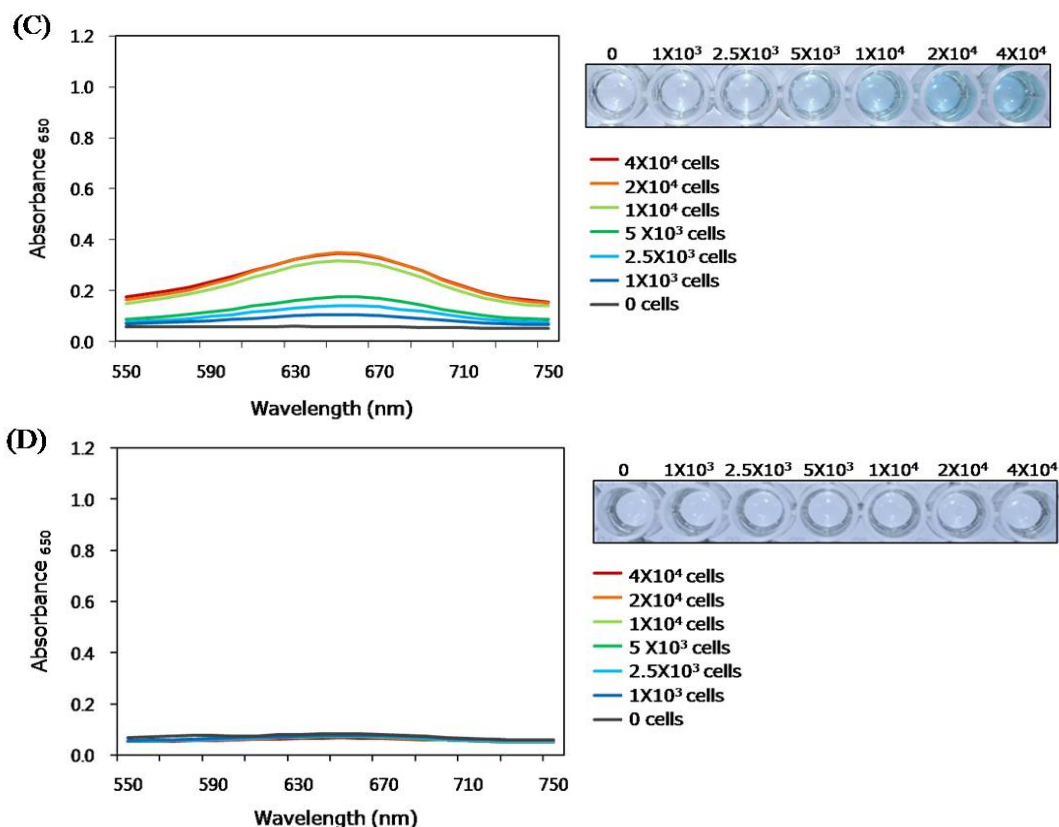 (C)
1.2
1.0
0.8
0.6
0.4
0.2
0.0
Absorbance 650
550 590 630 670 710 750
Wavelength (nm)
0 1X10³ 2.5X10³ 5X10³ 1X10⁴ 2X10⁴ 4X10⁴
4X10⁴ cells
2X10⁴ cells
1X10⁴ cells
5 X10³ cells
2.5X10³ cells
1X10³ cells
0 cells
(D)
1.2
1.0
0.8
0.6
0.4
0.2
0.0
Absorbance 650
550 590 630 670 710 750
Wavelength (nm)
0 1X10³ 2.5X10³ 5X10³ 1X10⁴ 2X10⁴ 4X10⁴
4X10⁴ cells
2X10⁴ cells
1X10⁴ cells
5 X10³ cells
2.5X10³ cells
1X10³ cells
0 cells